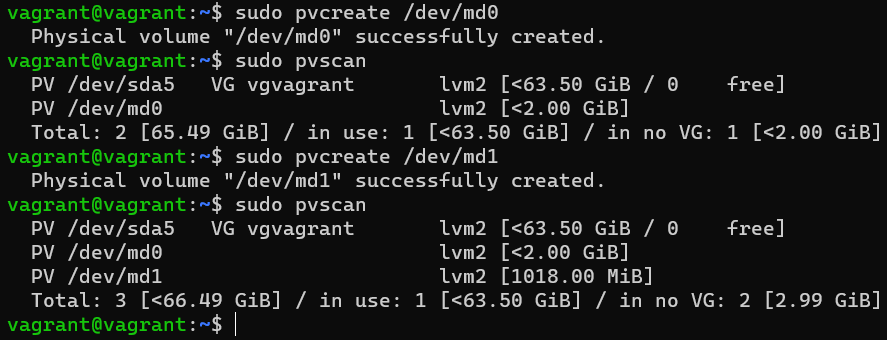 vagrant@vagrant:~$ sudo pvcreate /dev/md0
  Physical volume "/dev/md0" successfully created.
vagrant@vagrant:~$ sudo pvscan
  PV /dev/sda5   VG vgvagrant       lvm2 [<63.50 GiB / 0    free]
  PV /dev/md0                       lvm2 [<2.00 GiB]
  Total: 2 [65.49 GiB] / in use: 1 [<63.50 GiB] / in no VG: 1 [<2.00 GiB]
vagrant@vagrant:~$ sudo pvcreate /dev/md1
  Physical volume "/dev/md1" successfully created.
vagrant@vagrant:~$ sudo pvscan
  PV /dev/sda5   VG vgvagrant       lvm2 [<63.50 GiB / 0    free]
  PV /dev/md0                       lvm2 [<2.00 GiB]
  PV /dev/md1                       lvm2 [1018.00 MiB]
  Total: 3 [<66.49 GiB] / in use: 1 [<63.50 GiB] / in no VG: 2 [2.99 GiB]
vagrant@vagrant:~$